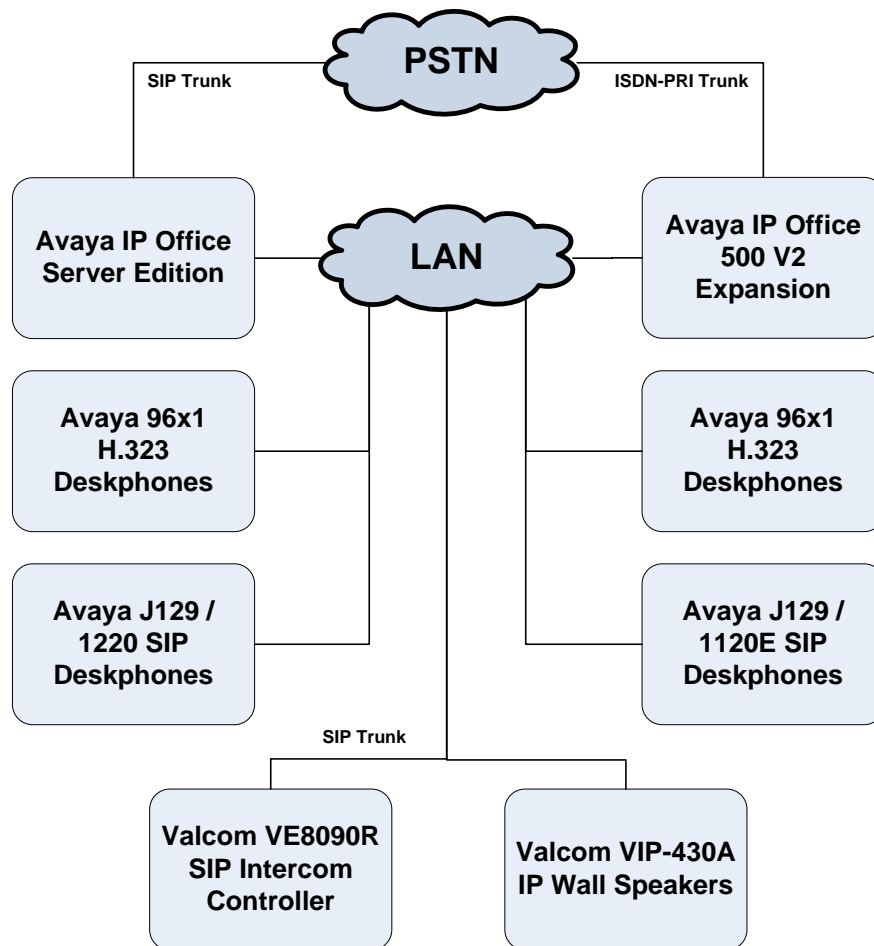 PSTN
SIP Trunk
ISDN-PRI Trunk
Avaya IP Office
Server Edition
LAN
Avaya IP Office
500 V2
Expansion
Avaya 96x1
H.323
Deskphones
Avaya 96x1
H.323
Deskphones
Avaya J129 /
1220 SIP
Deskphones
Avaya J129 /
1120E SIP
Deskphones
SIP Trunk
Valcom VE8090R
SIP Intercom
Controller
Valcom VIP-430A
IP Wall Speakers